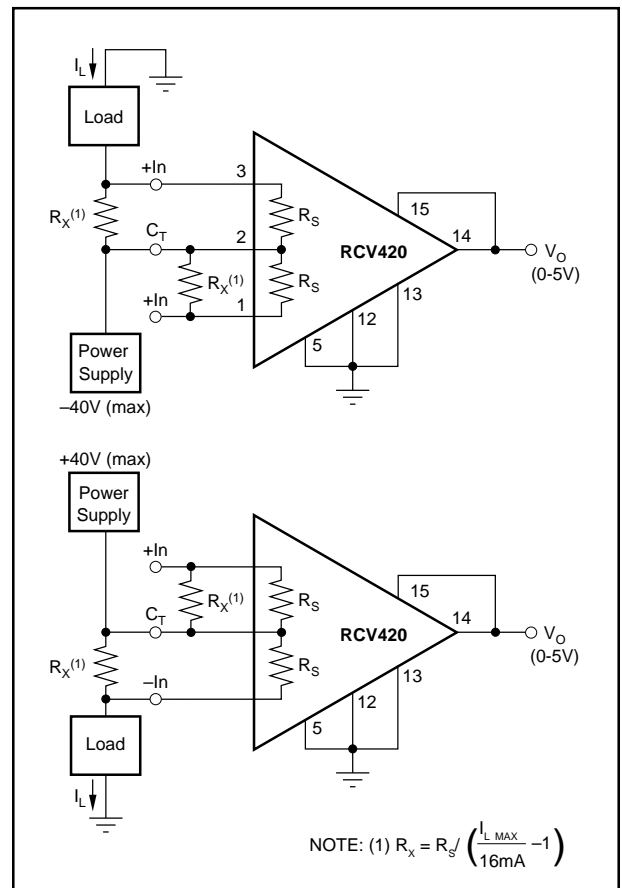 I_L
Load
+In
3
R_X(1)
R_S
15
C_T
2
RCV420
14
V_O
(0-5V)
R_X(1)
R_S
13
+In
1
12
5
Power
Supply
–40V (max)
+40V (max)
Power
Supply
+In
R_X(1)
R_S
15
C_T
RCV420
14
V_O
(0-5V)
R_X(1)
R_S
13
–In
12
5
Load
I_L
NOTE: (1) R_X = R_S/ (I_L MAX/16mA –1)